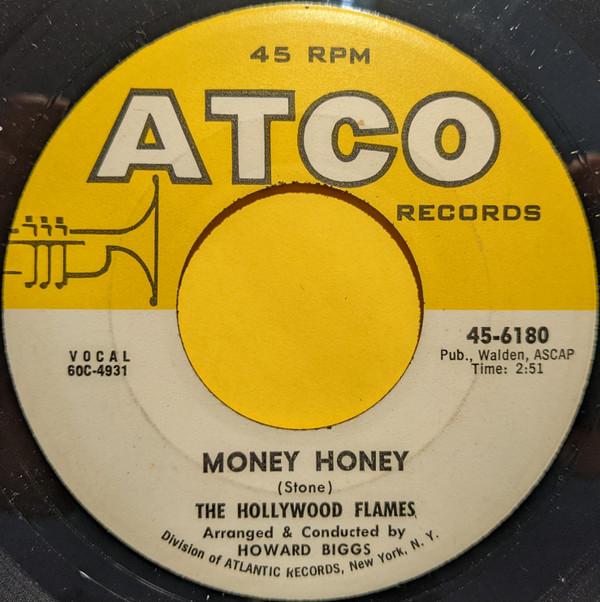 45 RPM
ATCO
RECORDS
VOCAL
60C-4931
45-6180
Pub., Walden, ASCAP
Time: 2:51
MONEY HONEY
(Stone)
THE HOLLYWOOD FLAMES
Arranged & Conducted by
HOWARD BIGGS
Division of ATLANTIC RECORDS, New York, N. Y.